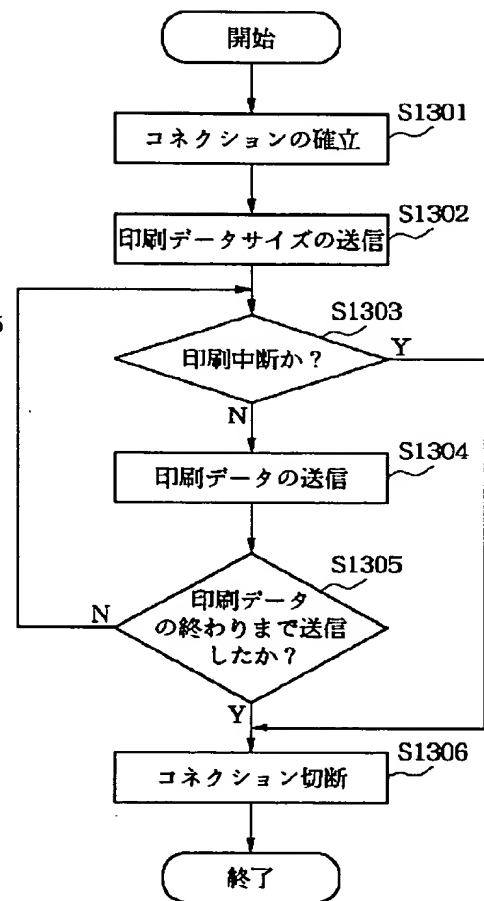 開始
S1301
コネクションの確立
S1302
印刷データサイズの送信
S1303
印刷中断か?
Y
N
S1304
印刷データの送信
S1305
印刷データ
の終わりまで送信
したか?
N
Y
S1306
コネクション切断
終了